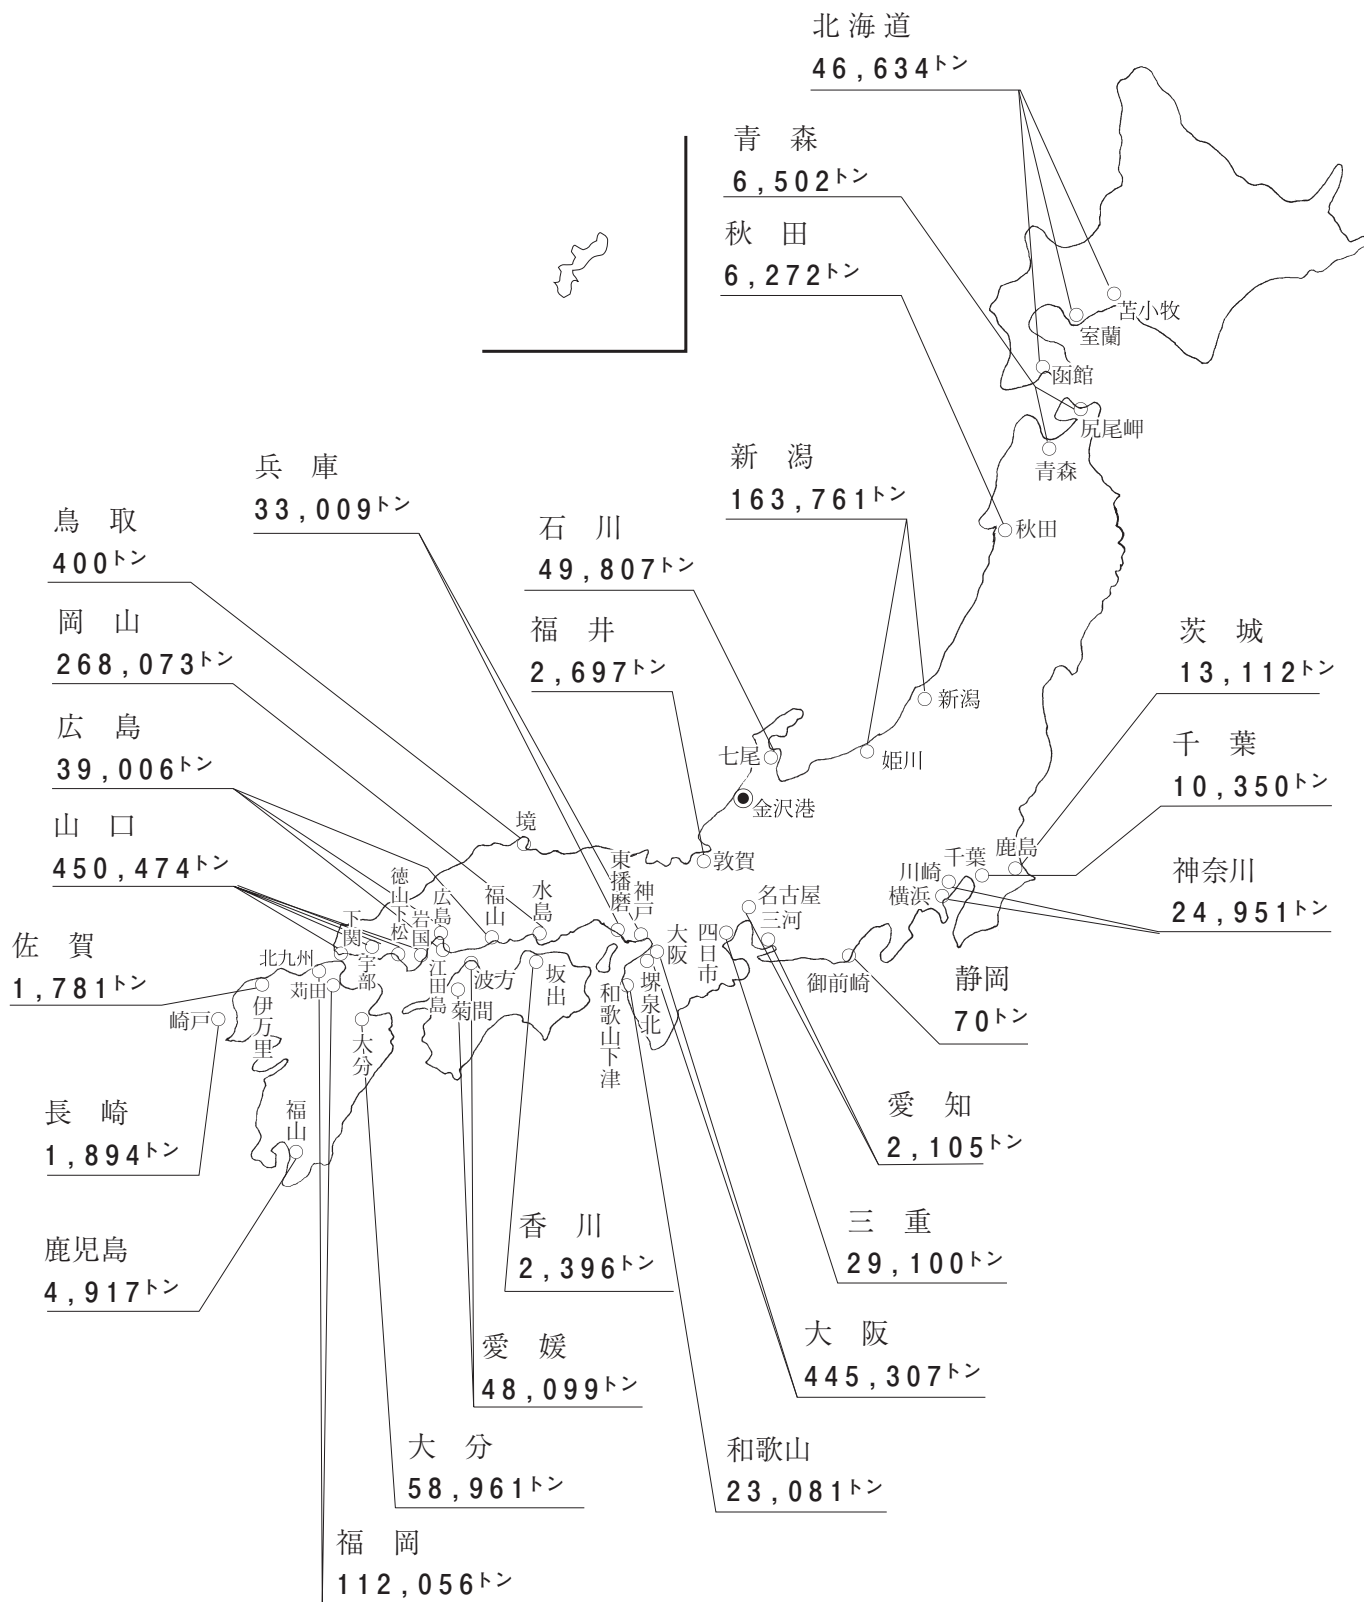 北海道
46,634トン
青森
6,502トン
秋田
6,272トン
苫小牧
室蘭
函館
尻尾岬
青森
秋田
新潟
163,761トン
兵庫
33,009トン
石川
49,807トン
鳥取
400トン
福井
2,697トン
岡山
268,073トン
茨城
13,112トン
広島
39,006トン
千葉
10,350トン
山口
450,474トン
神奈川
24,951トン
佐賀
1,781トン
新潟
姫川
七尾
金沢港
境
敦賀
東播磨
神戸
水島
福山
広島
徳山下松
岩国
下関
宇部
江田島
北九州
苅田
伊万里
崎戸
大分
福山
波方
菊間
坂出
和歌山下津
堺泉北
大阪
四日市
名古屋
三河
御前崎
川崎
横浜
千葉
鹿島
静岡
70トン
愛知
2,105トン
長崎
1,894トン
三重
29,100トン
香川
2,396トン
鹿児島
4,917トン
愛媛
48,099トン
大阪
445,307トン
大分
58,961トン
和歌山
23,081トン
福岡
112,056トン